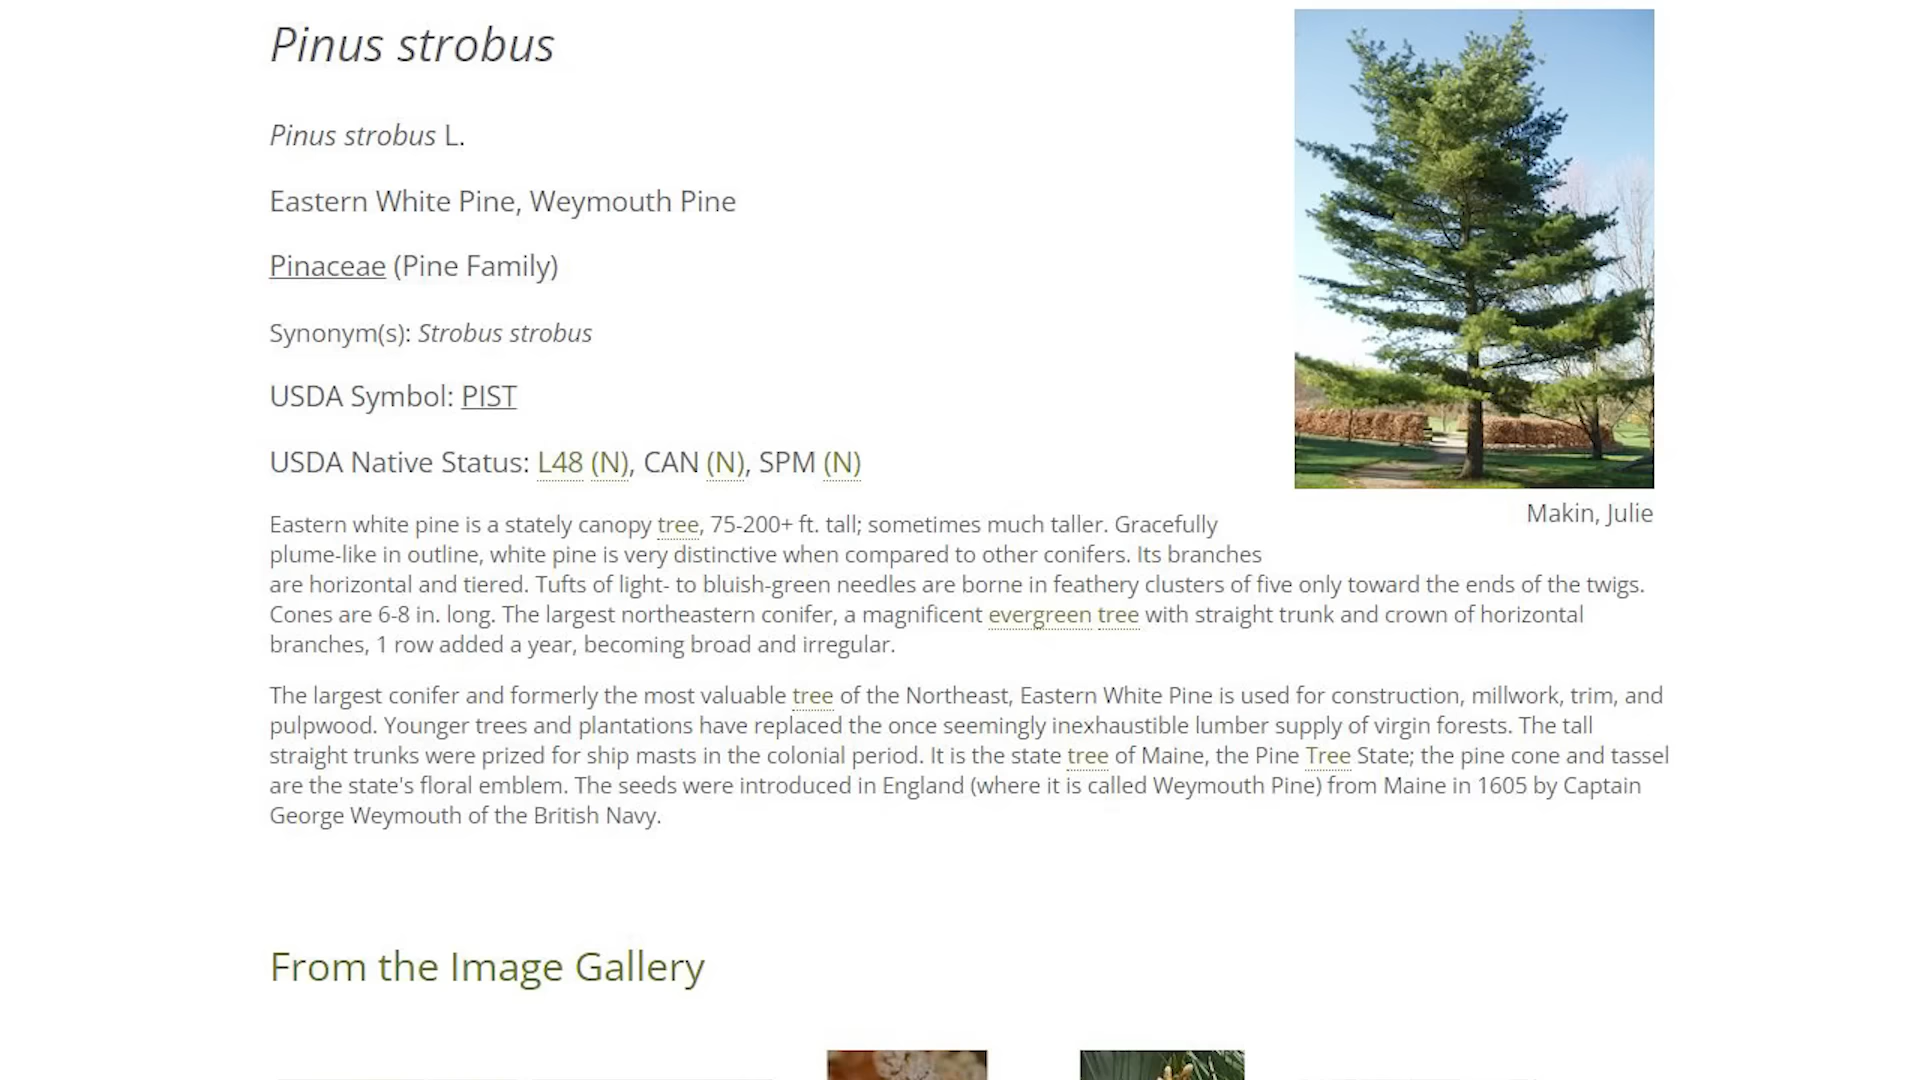 Pinus strobus
Pinus strobus L.
Eastern White Pine, Weymouth Pine
Pinaceae (Pine Family)
Synonym(s): Strobus strobus
USDA Symbol: PIST
USDA Native Status: L48 (N), CAN (N), SPM (N)
Makin, Julie
Eastern white pine is a stately canopy tree, 75-200+ ft. tall; sometimes much taller. Gracefully
plume-like in outline, white pine is very distinctive when compared to other conifers. Its branches
are horizontal and tiered. Tufts of light- to bluish-green needles are borne in feathery clusters of five only toward the ends of the twigs.
Cones are 6-8 in. long. The largest northeastern conifer, a magnificent evergreen tree with straight trunk and crown of horizontal
branches, 1 row added a year, becoming broad and irregular.
The largest conifer and formerly the most valuable tree of the Northeast, Eastern White Pine is used for construction, millwork, trim, and
pulpwood. Younger trees and plantations have replaced the once seemingly inexhaustible lumber supply of virgin forests. The tall
straight trunks were prized for ship masts in the colonial period. It is the state tree of Maine, the Pine Tree State; the pine cone and tassel
are the state's floral emblem. The seeds were introduced in England (where it is called Weymouth Pine) from Maine in 1605 by Captain
George Weymouth of the British Navy.
From the Image Gallery